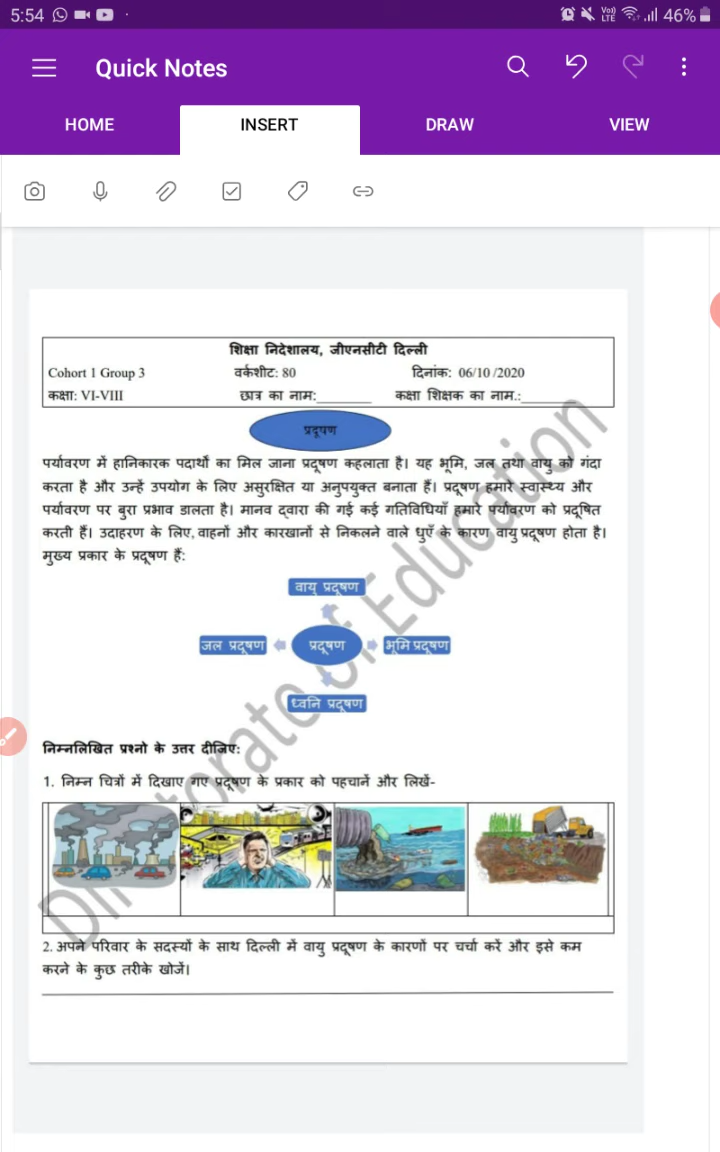 5:54
Vo)) LTE 46%
Quick Notes
HOME INSERT DRAW VIEW
शिक्षा निदेशालय, जीएनसीटी दिल्ली
Cohort 1 Group 3 वर्कशीट: 80 दिनांक: 06/10 /2020
कक्षा: VI-VIII छात्र का नाम:________ कक्षा शिक्षक का नाम.:________
प्रदूषण
पर्यावरण में हानिकारक पदार्थों का मिल जाना प्रदूषण कहलाता है। यह भूमि, जल तथा वायु को गंदा
करता है और उन्हें उपयोग के लिए असुरक्षित या अनुपयुक्त बनाता हैं। प्रदूषण हमारे स्वास्थ्य और
पर्यावरण पर बुरा प्रभाव डालता है। मानव द्वारा की गई कई गतिविधियाँ हमारे पर्यावरण को प्रदूषित
करती हैं। उदाहरण के लिए, वाहनों और कारखानों से निकलने वाले धुएँ के कारण वायु प्रदूषण होता है।
मुख्य प्रकार के प्रदूषण हैं:
वायु प्रदूषण
जल प्रदूषण प्रदूषण भूमि प्रदूषण
ध्वनि प्रदूषण
निम्नलिखित प्रश्नो के उत्तर दीजिए:
1. निम्न चित्रों में दिखाए गए प्रदूषण के प्रकार को पहचानें और लिखें-
2. अपने परिवार के सदस्यों के साथ दिल्ली में वायु प्रदूषण के कारणों पर चर्चा करें और इसे कम
करने के कुछ तरीके खोजें।
Directorate of Education